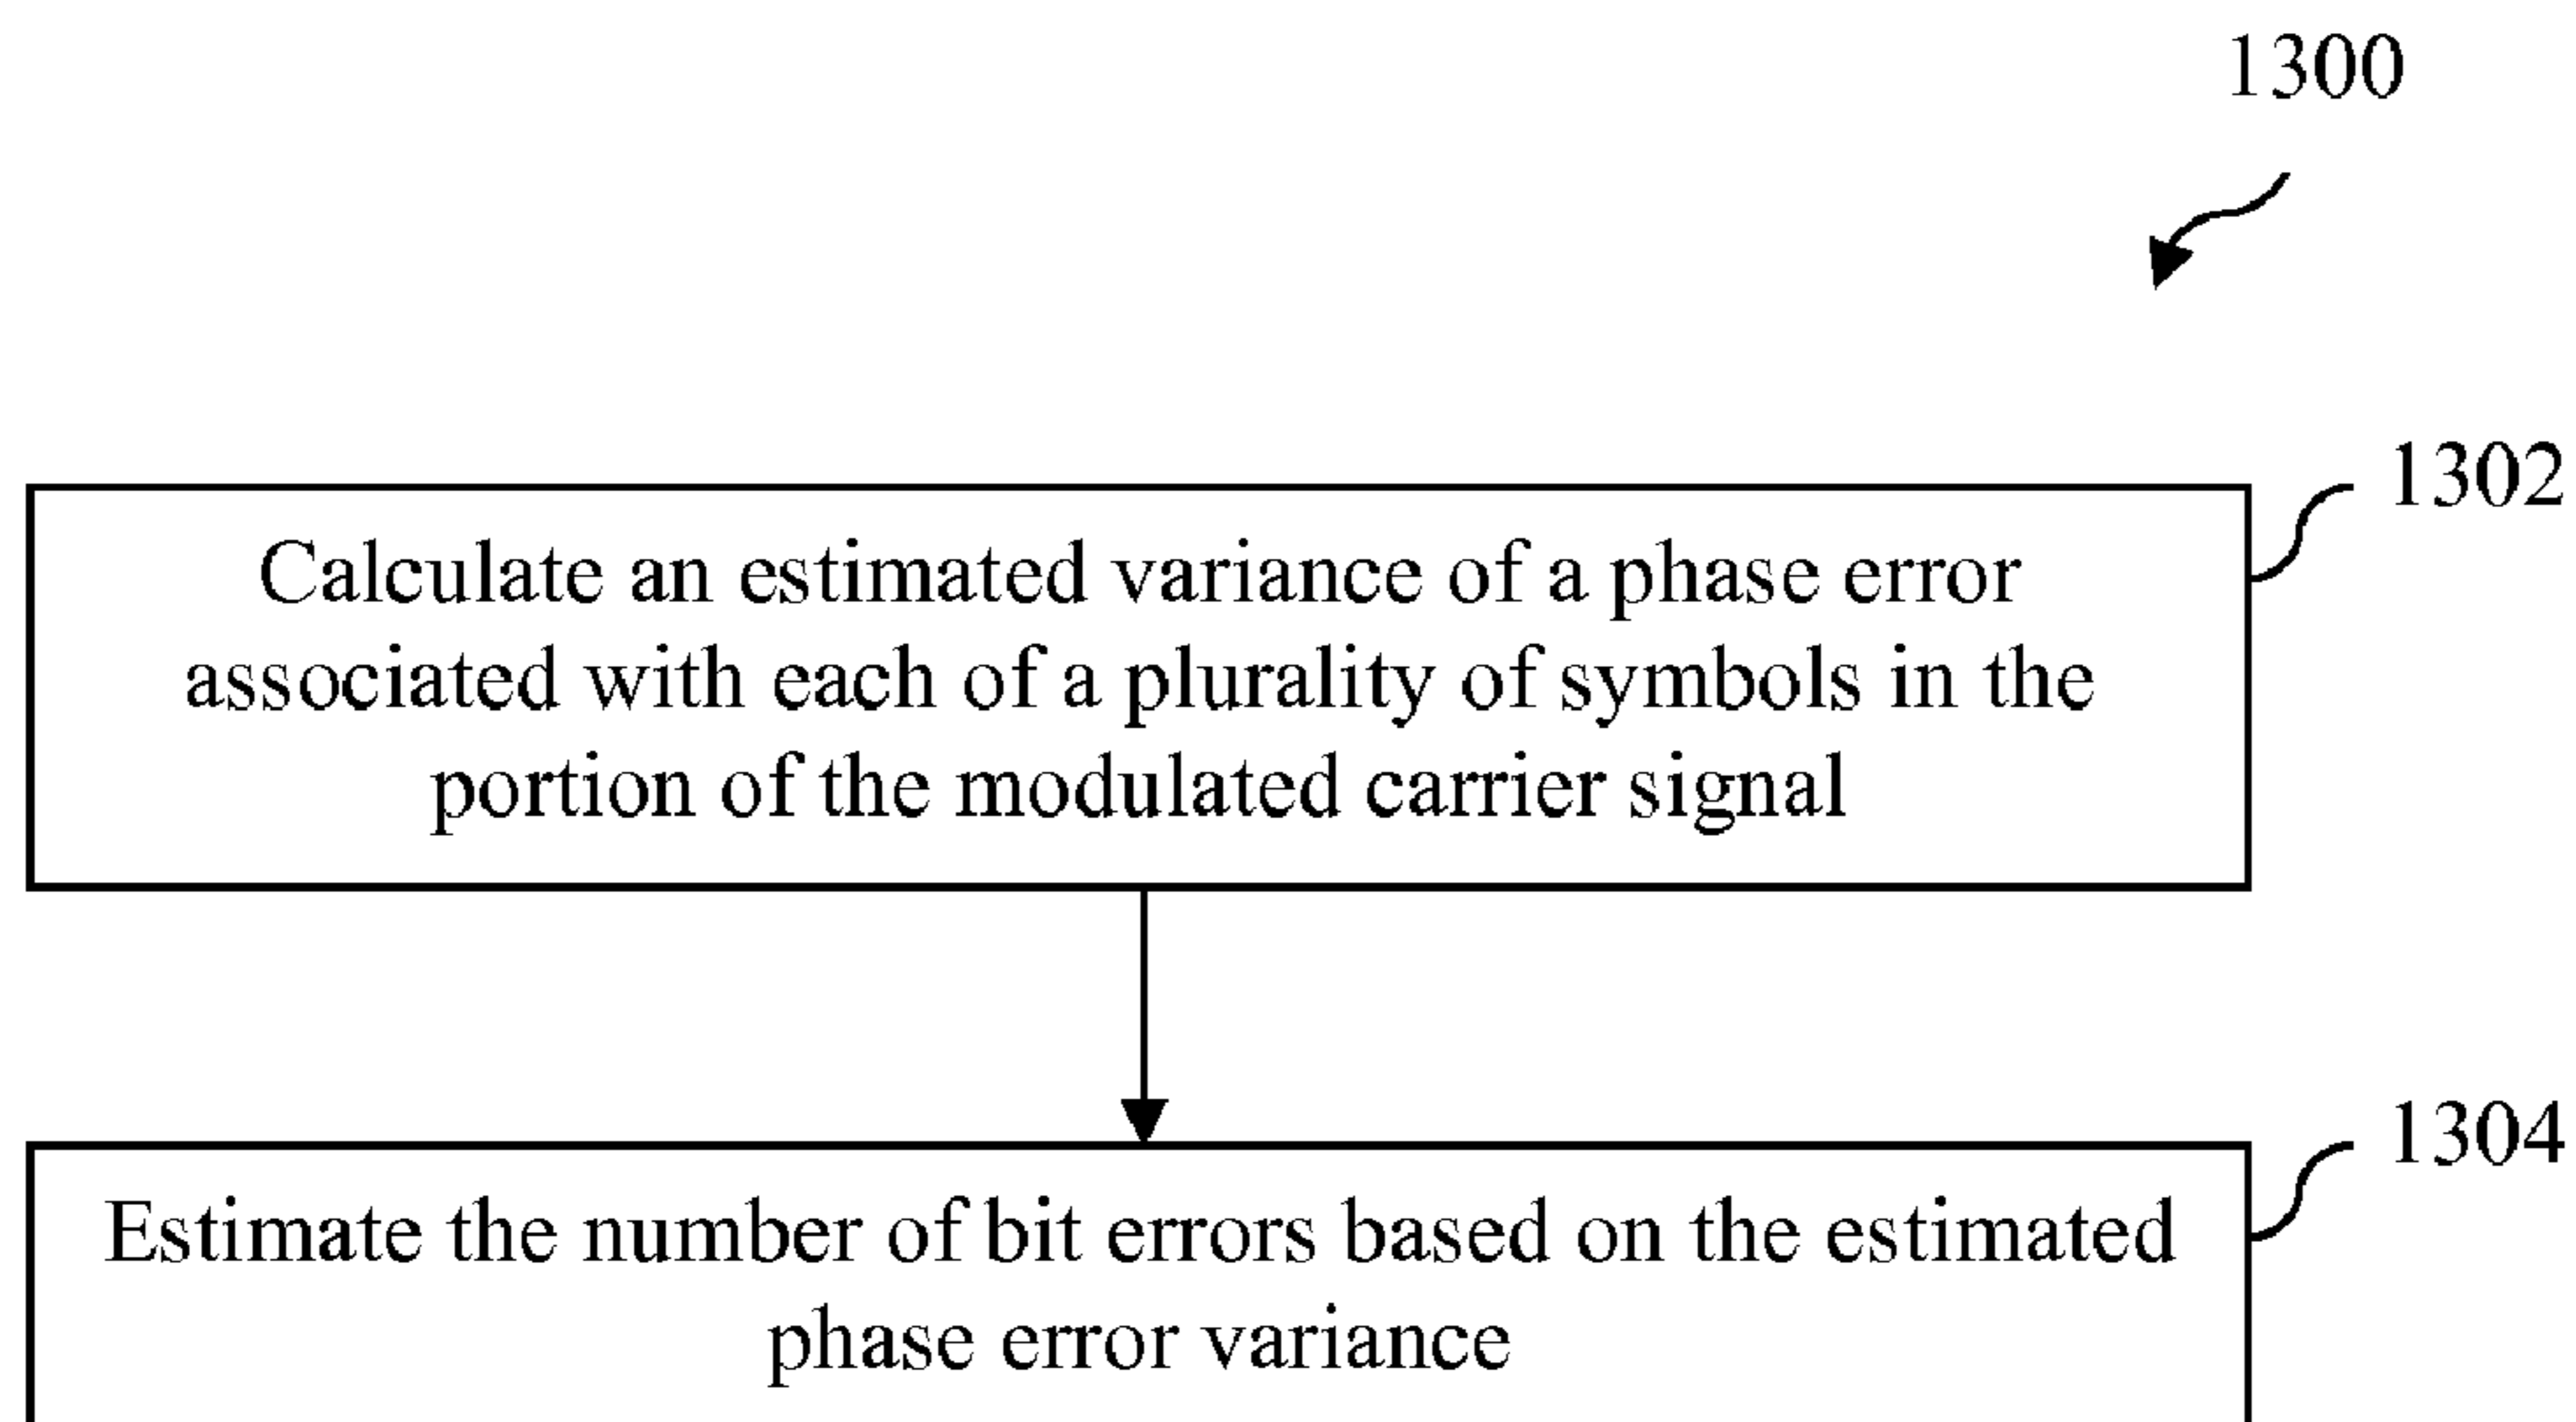 1300
1302
Calculate an estimated variance of a phase error
associated with each of a plurality of symbols in the
portion of the modulated carrier signal
1304
Estimate the number of bit errors based on the estimated
phase error variance